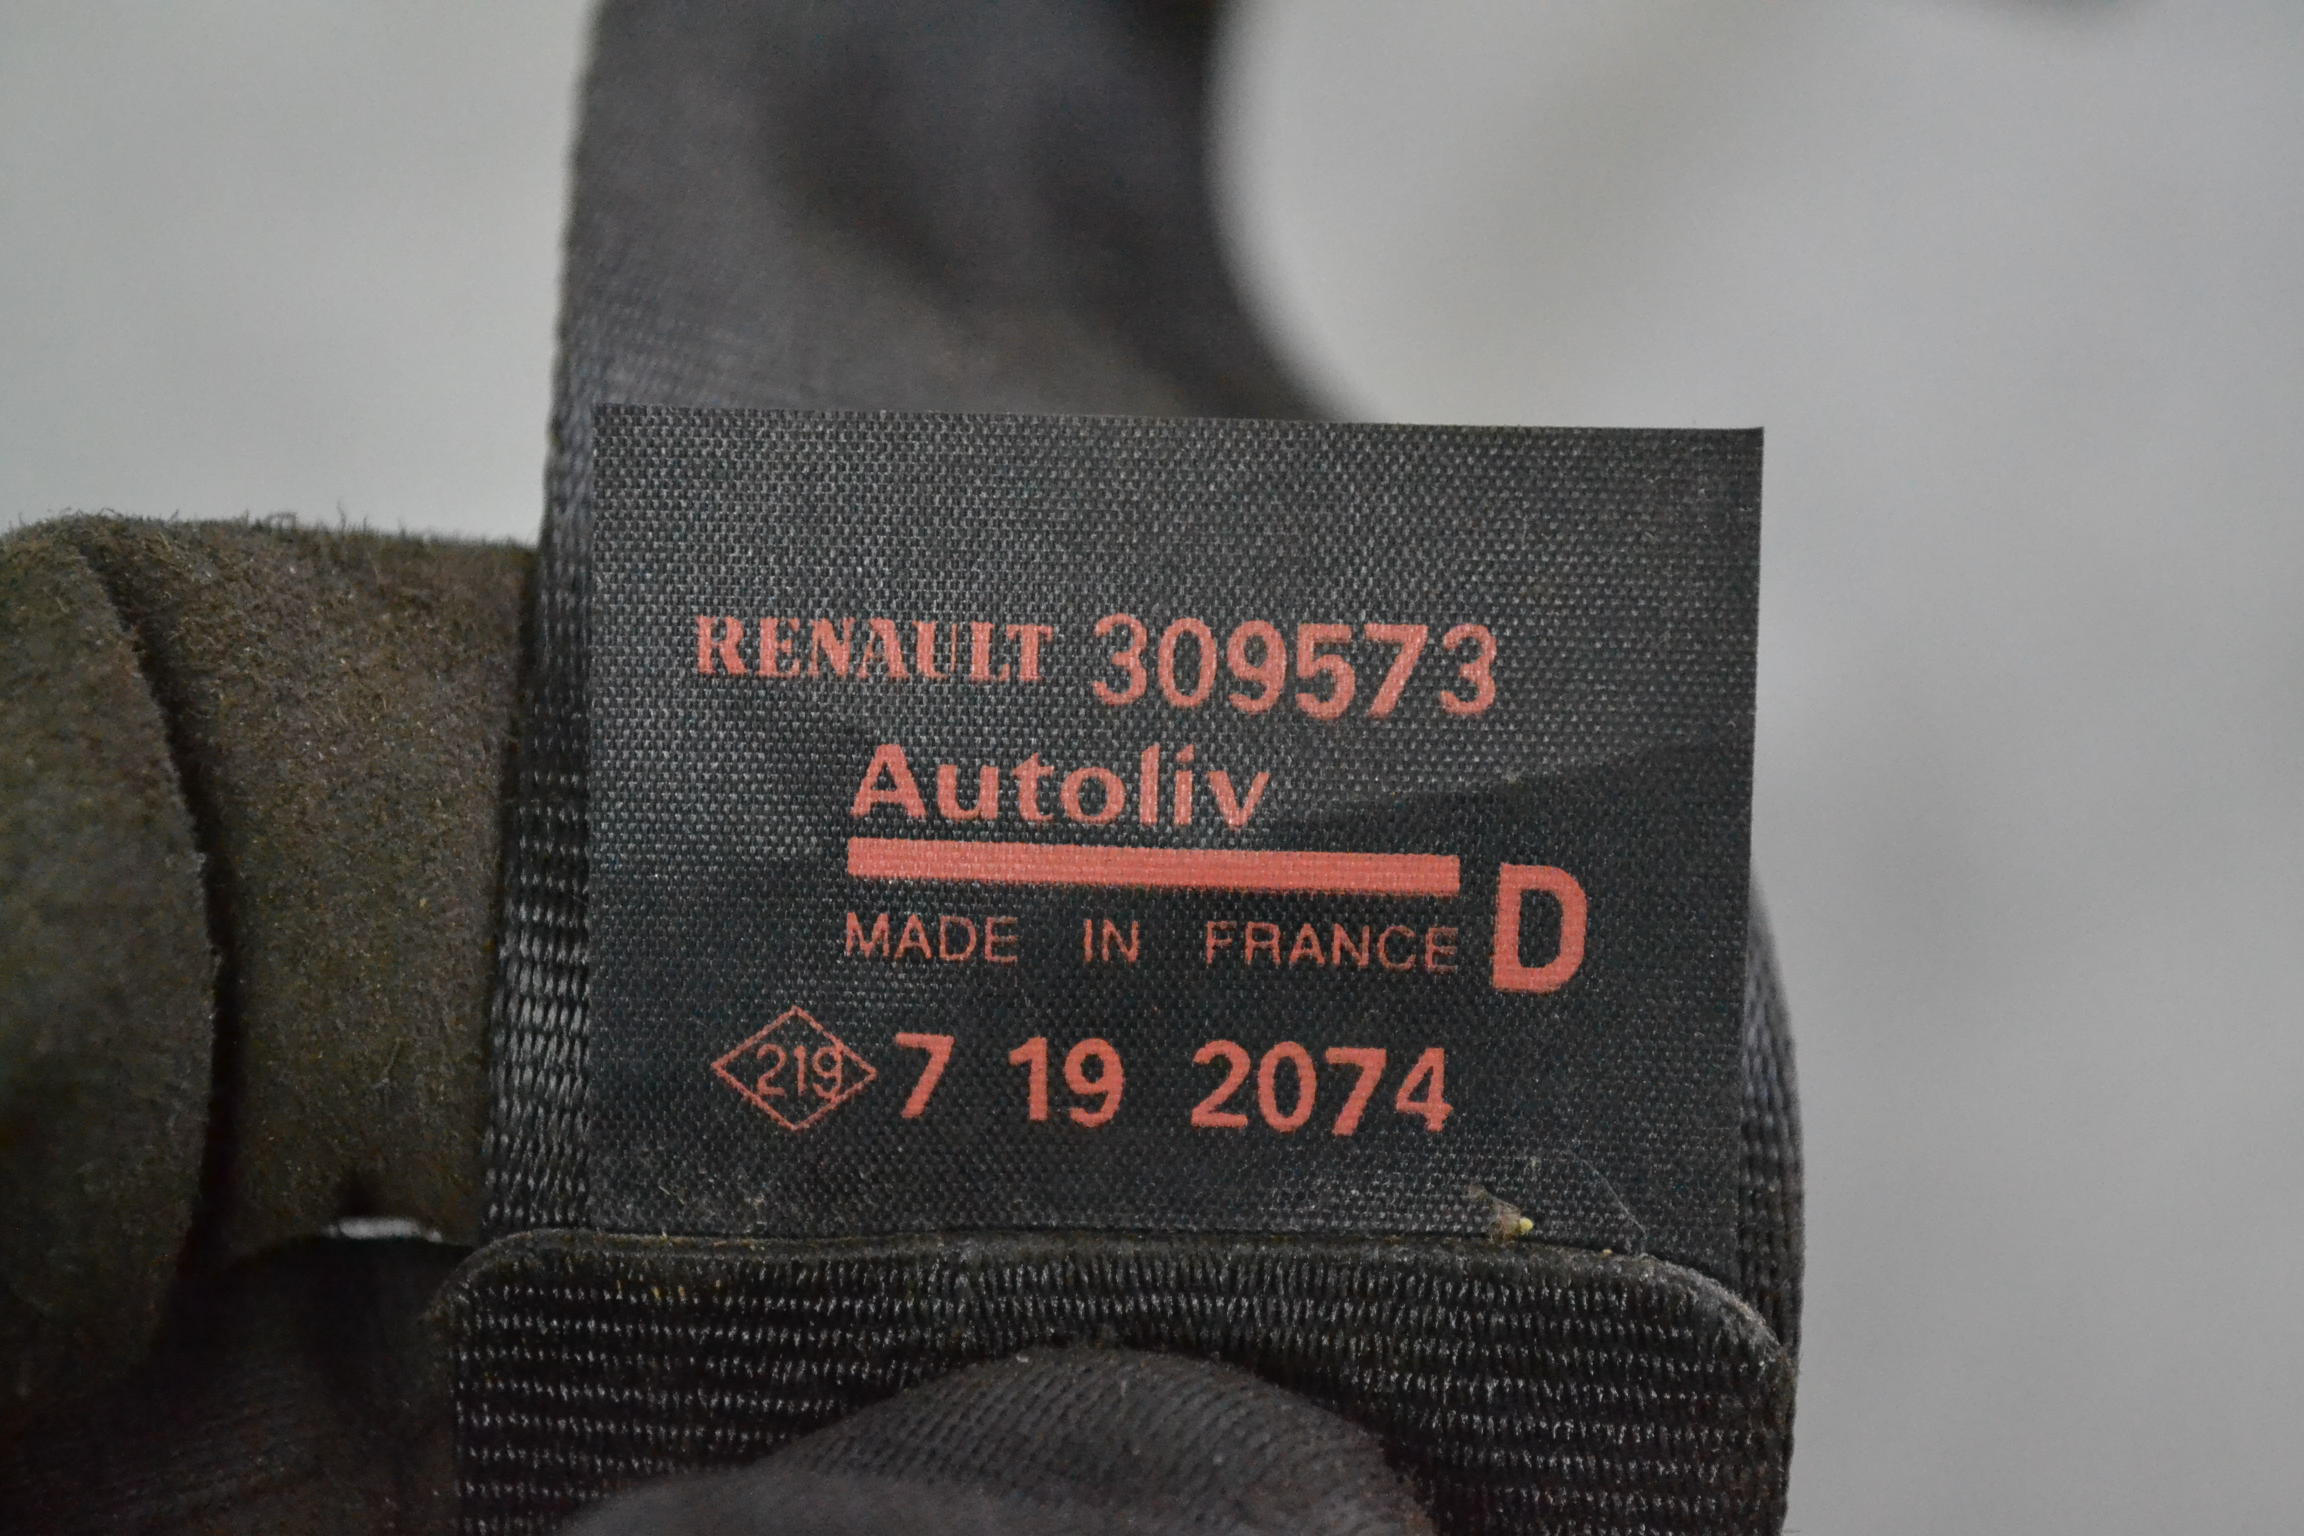 RENAULT 309573
Autoliv
MADE IN FRANCE D
219 7 19 2074